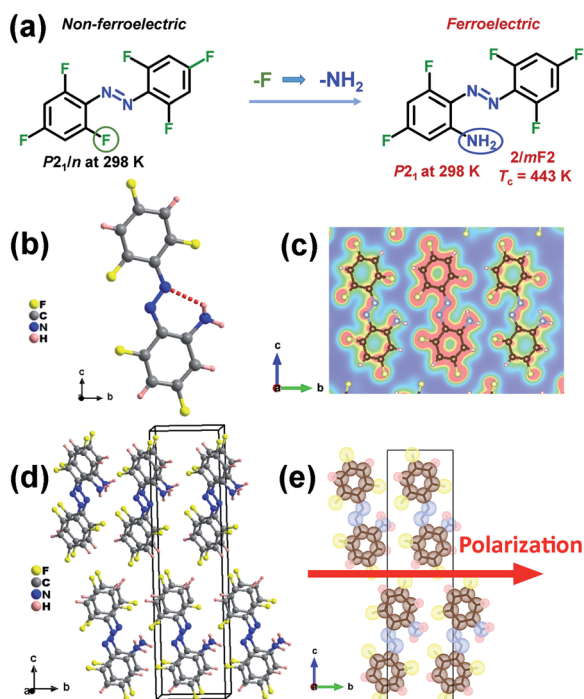 (a)
Non-ferroelectric
Ferroelectric
F
F
F
N
N
F
F
F
-F → -NH₂
F
F
F
N
N
F
NH₂
F
P2₁/n at 298 K
P2₁ at 298 K
2/mF2
Tc = 443 K
(b)
F
C
N
H
c
a
b
(c)
c
a
b
(d)
F
C
N
H
c
a
b
(e)
Polarization
c
a
b